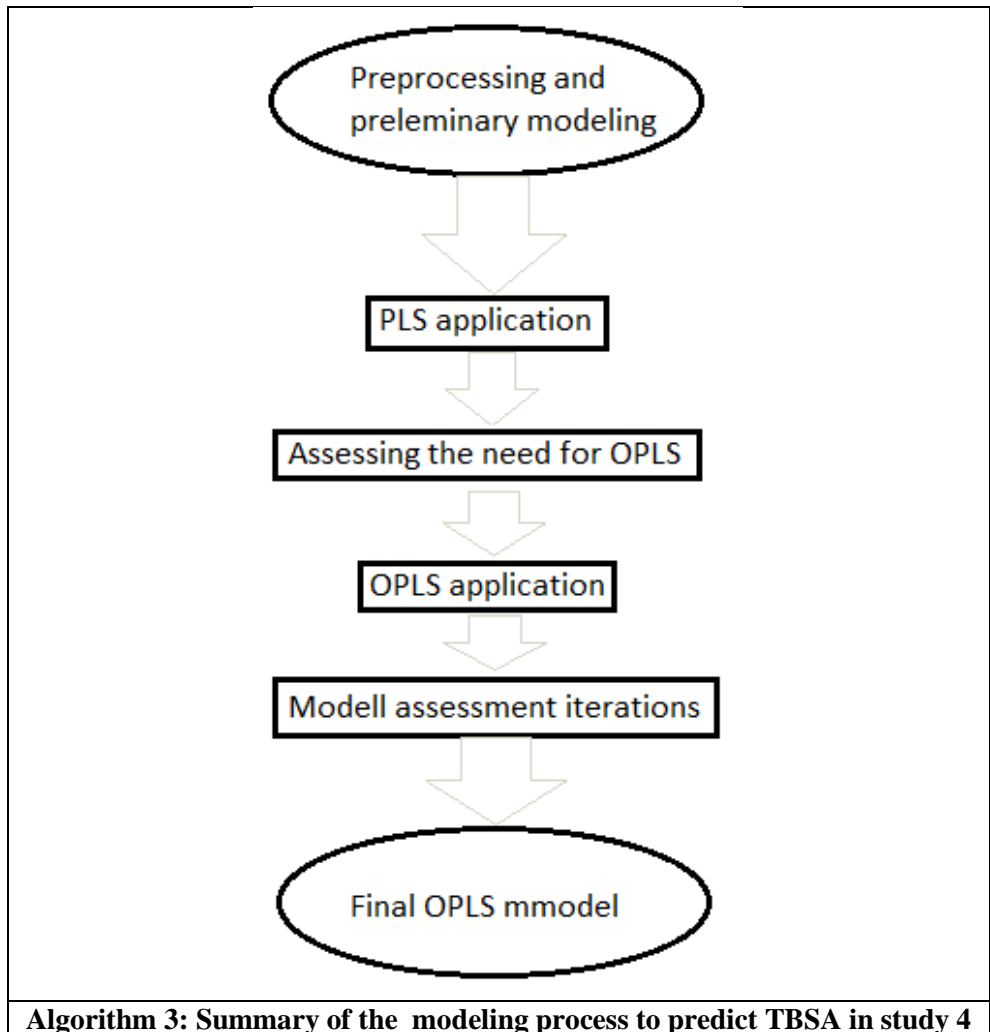 Preprocessing and
preleminary modeling
PLS application
Assessing the need for OPLS
OPLS application
Modell assessment iterations
Final OPLS mmodel
Algorithm 3: Summary of the modeling process to predict TBSA in study 4